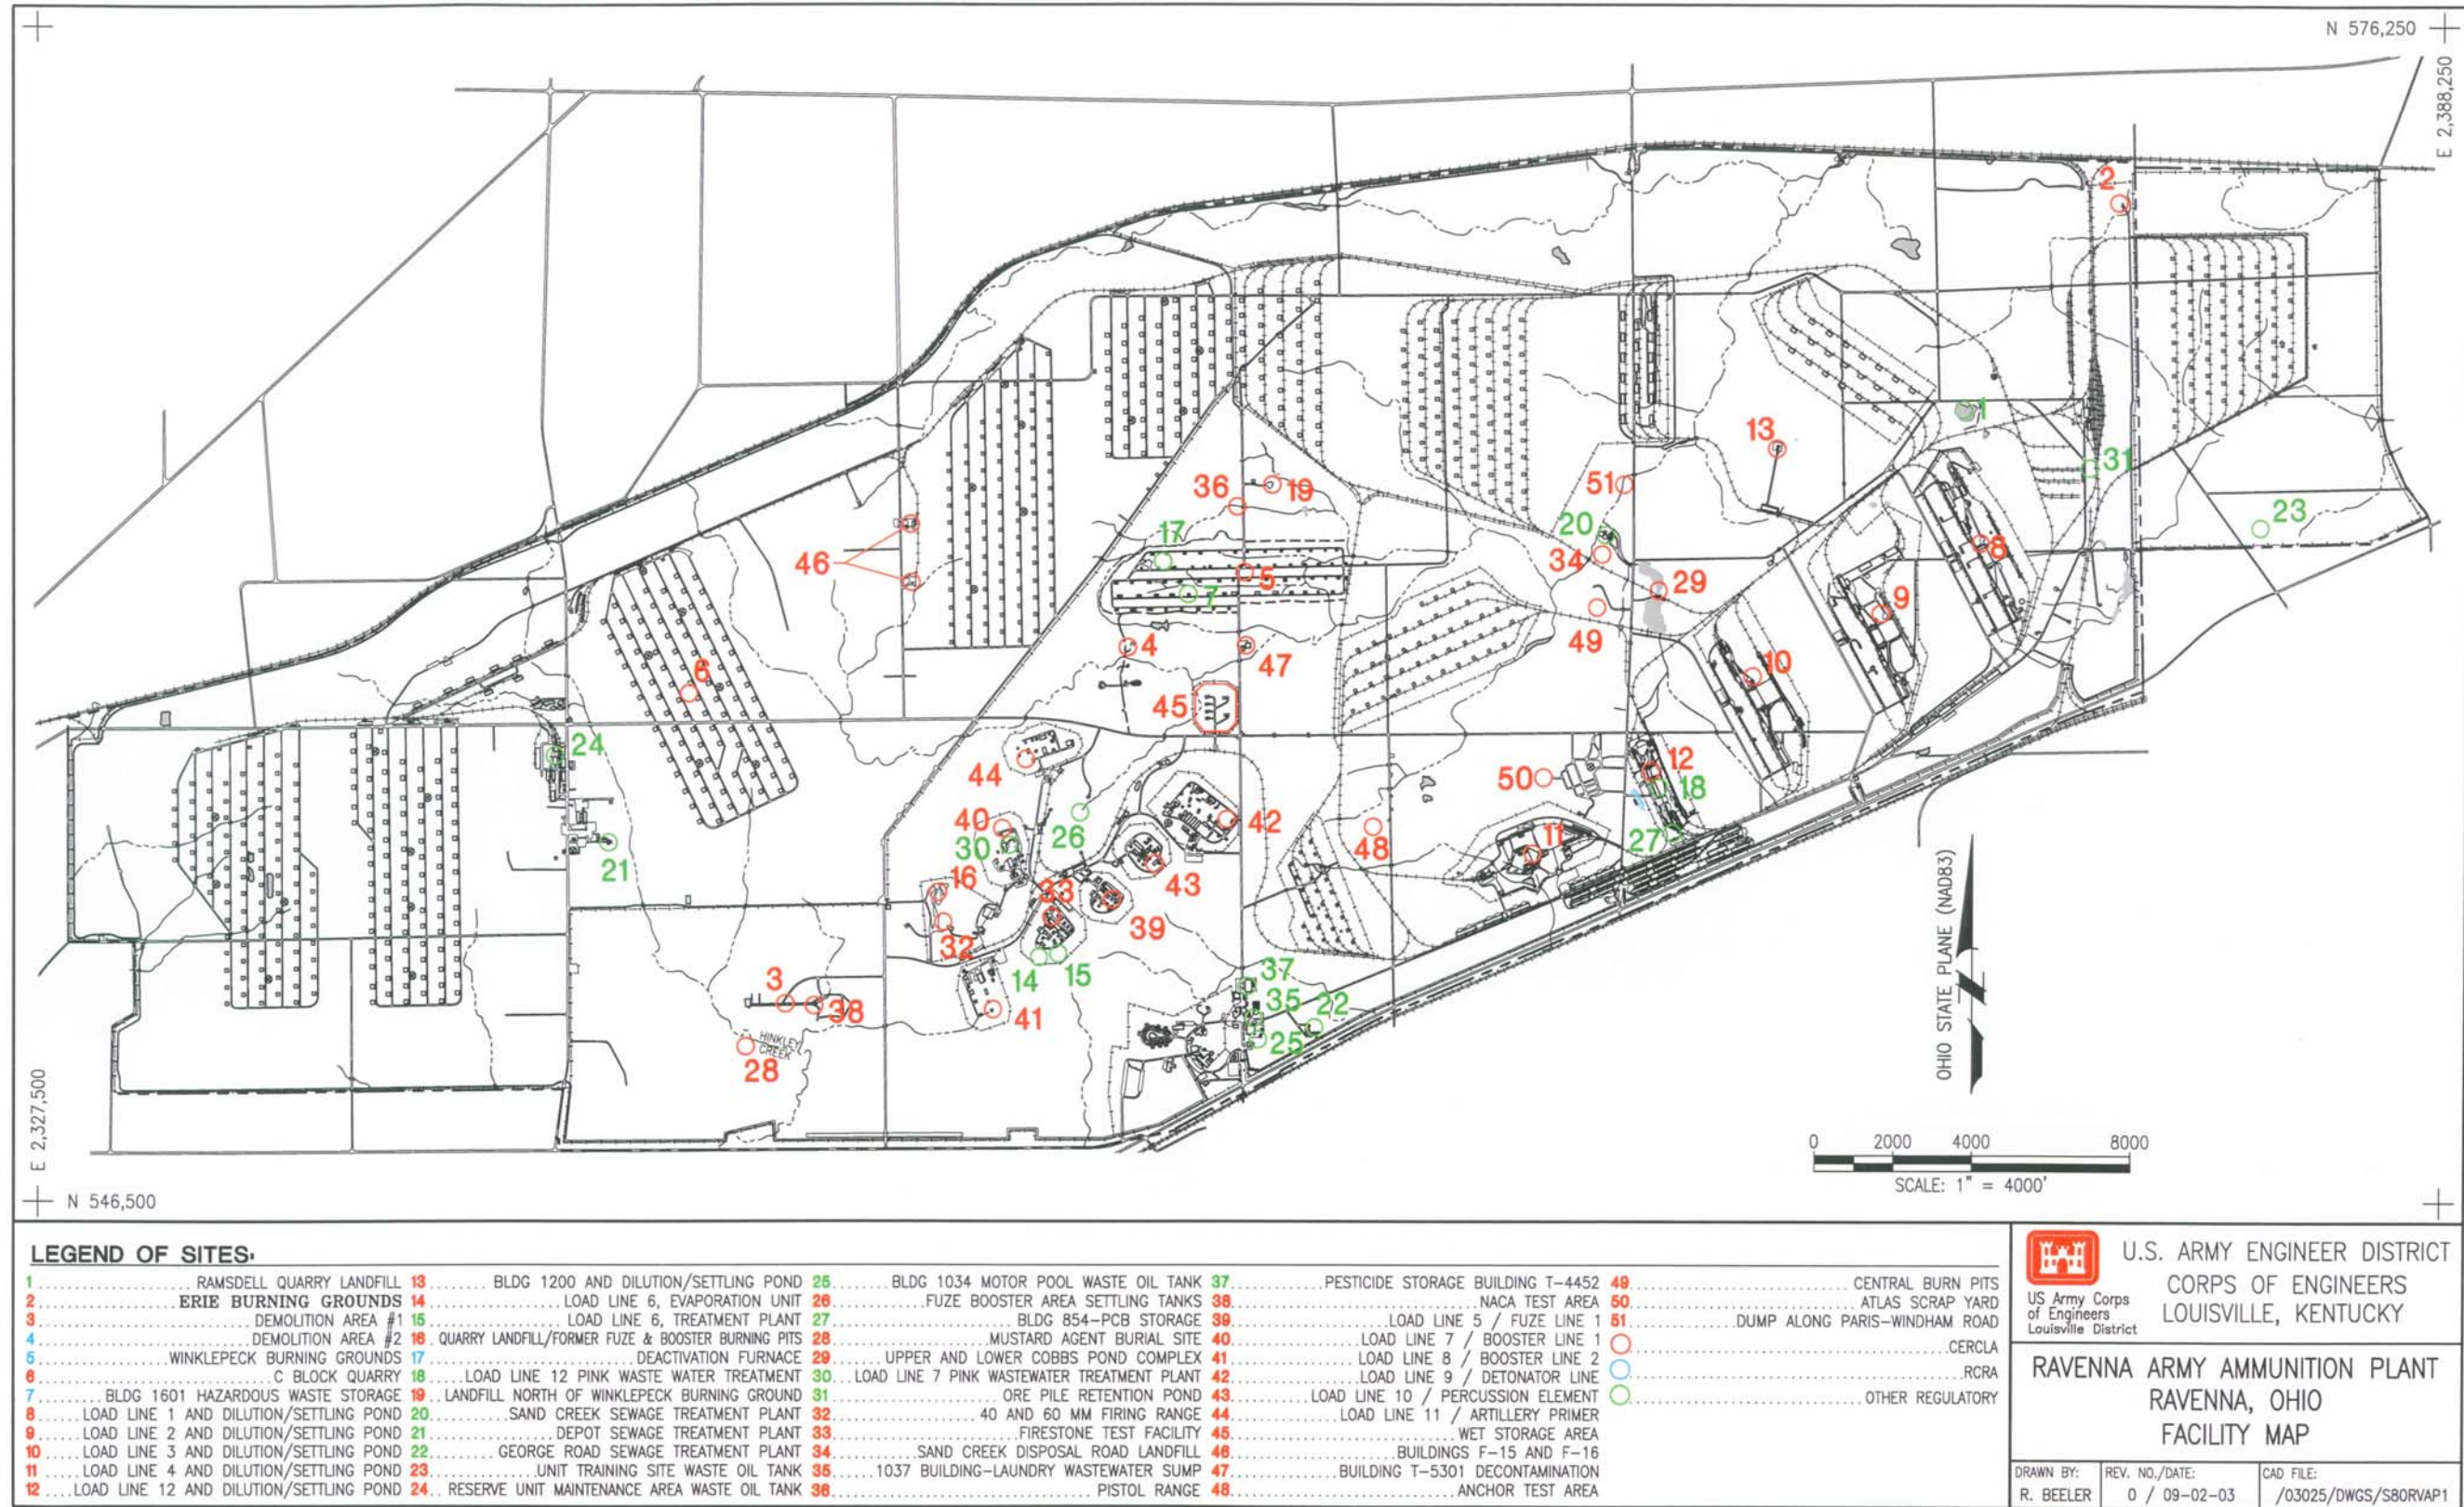 N 576,250
E 2,388,250
2
1
13
31
36
19
51
23
17
20
34
8
46
5
7
29
9
4
47
49
10
6
45
24
44
12
50
18
40
26
42
27
30
48
11
21
43
16
33
39
32
14
15
37
3
38
35
22
41
25
HINKLEY
CREEK
28
OHIO STATE PLANE (NAD83)
E 2,327,500
N 546,500
0 2000 4000 8000
SCALE: 1" = 4000'
LEGEND OF SITES:
1 RAMSDELL QUARRY LANDFILL
2 ERIE BURNING GROUNDS
3 DEMOLITION AREA #1
4 DEMOLITION AREA #2
5 WINKLEPECK BURNING GROUNDS
6 C BLOCK QUARRY
7 BLDG 1601 HAZARDOUS WASTE STORAGE
8 LOAD LINE 1 AND DILUTION/SETTLING POND
9 LOAD LINE 2 AND DILUTION/SETTLING POND
10 LOAD LINE 3 AND DILUTION/SETTLING POND
11 LOAD LINE 4 AND DILUTION/SETTLING POND
12 LOAD LINE 12 AND DILUTION/SETTLING POND
13 BLDG 1200 AND DILUTION/SETTLING POND
14 LOAD LINE 6, EVAPORATION UNIT
15 LOAD LINE 6, TREATMENT PLANT
16 QUARRY LANDFILL/FORMER FUZE & BOOSTER BURNING PITS
17 DEACTIVATION FURNACE
18 LOAD LINE 12 PINK WASTE WATER TREATMENT
19 LANDFILL NORTH OF WINKLEPECK BURNING GROUND
20 SAND CREEK SEWAGE TREATMENT PLANT
21 DEPOT SEWAGE TREATMENT PLANT
22 GEORGE ROAD SEWAGE TREATMENT PLANT
23 UNIT TRAINING SITE WASTE OIL TANK
24 RESERVE UNIT MAINTENANCE AREA WASTE OIL TANK
25 BLDG 1034 MOTOR POOL WASTE OIL TANK
26 FUZE BOOSTER AREA SETTLING TANKS
27 BLDG 854-PCB STORAGE
28 MUSTARD AGENT BURIAL SITE
29 UPPER AND LOWER COBBS POND COMPLEX
30 LOAD LINE 7 PINK WASTEWATER TREATMENT PLANT
31 ORE PILE RETENTION POND
32 40 AND 60 MM FIRING RANGE
33 FIRESTONE TEST FACILITY
34 SAND CREEK DISPOSAL ROAD LANDFILL
35 1037 BUILDING-LAUNDRY WASTEWATER SUMP
36 PISTOL RANGE
37 PESTICIDE STORAGE BUILDING T-4452
38 NACA TEST AREA
39 LOAD LINE 5 / FUZE LINE 1
40 LOAD LINE 7 / BOOSTER LINE 1
41 LOAD LINE 8 / BOOSTER LINE 2
42 LOAD LINE 9 / DETONATOR LINE
43 LOAD LINE 10 / PERCUSSION ELEMENT
44 LOAD LINE 11 / ARTILLERY PRIMER
45 WET STORAGE AREA
46 BUILDINGS F-15 AND F-16
47 BUILDING T-5301 DECONTAMINATION
48 ANCHOR TEST AREA
49 CENTRAL BURN PITS
50 ATLAS SCRAP YARD
51 DUMP ALONG PARIS-WINDHAM ROAD
CERCLA
RCRA
OTHER REGULATORY
US Army Corps
of Engineers
Louisville District
U.S. ARMY ENGINEER DISTRICT
CORPS OF ENGINEERS
LOUISVILLE, KENTUCKY
RAVENNA ARMY AMMUNITION PLANT
RAVENNA, OHIO
FACILITY MAP
DRAWN BY:
R. BEELER
REV. NO./DATE:
0 / 09-02-03
CAD FILE:
/03025/DWGS/S80RVAP1